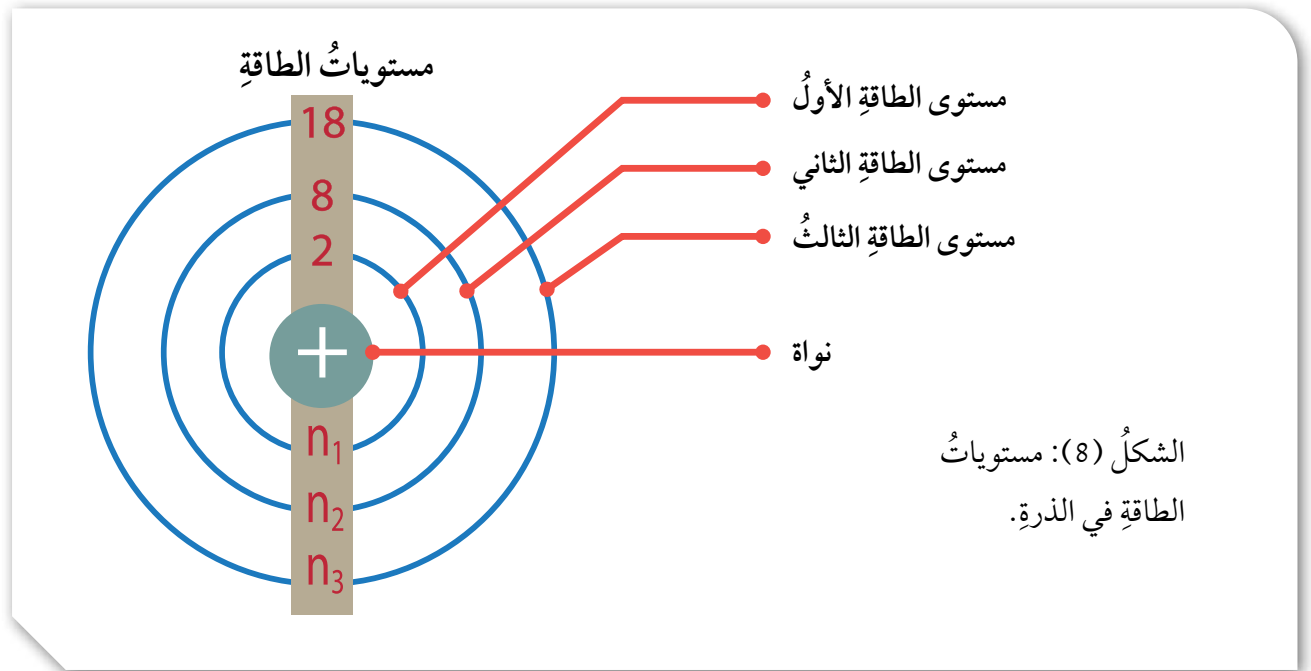 مستوياتُ الطاقةِ
18
8
2
+
n₁
n₂
n₃
مستوى الطاقةِ الأولُ
مستوى الطاقةِ الثاني
مستوى الطاقةِ الثالثُ
نواة
الشكلُ (8): مستوياتُ
الطاقةِ في الذرةِ.